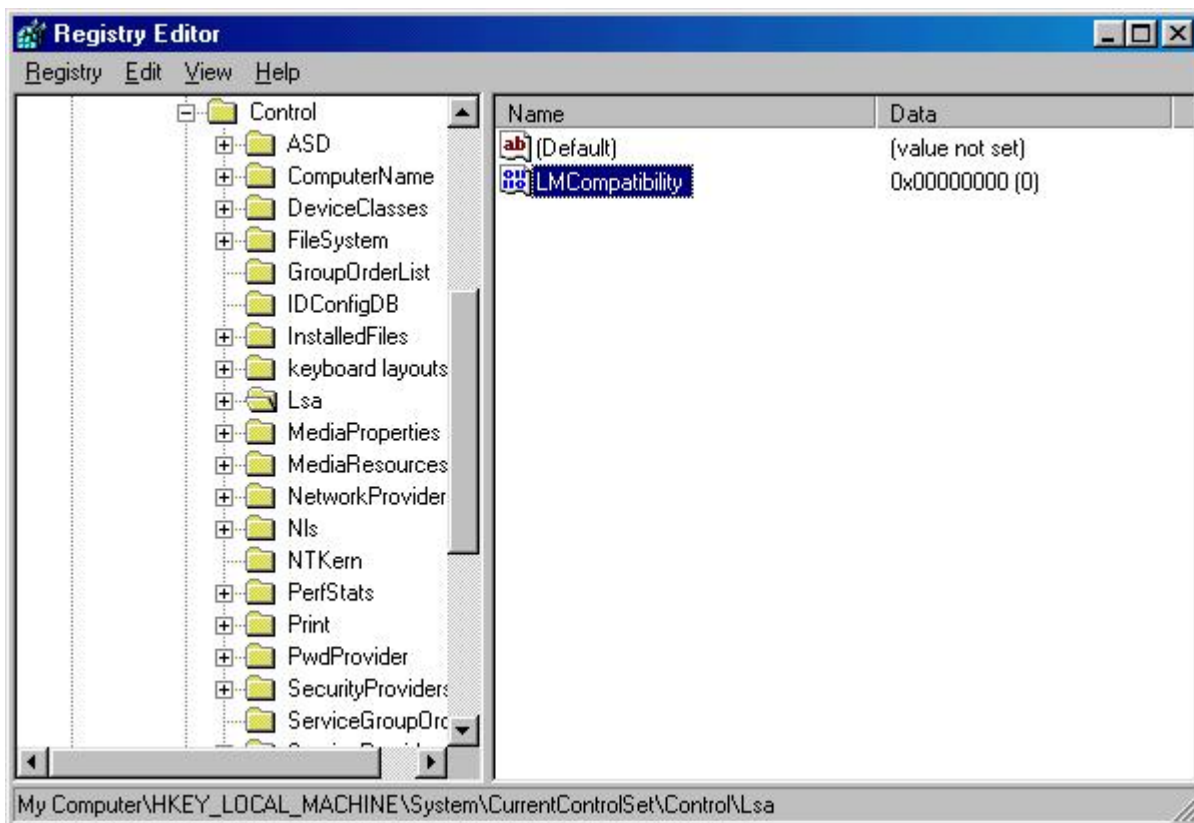 Registry Editor
Registry Edit View Help
Control
ASD
ComputerName
DeviceClasses
FileSystem
GroupOrderList
IDConfigDB
InstalledFiles
keyboard layouts
Lsa
MediaProperties
MediaResources
NetworkProvider
Nls
NTKern
PerfStats
Print
PwdProvider
SecurityProviders
ServiceGroupOrd
Name Data
ab (Default) (value not set)
LMCompatibility 0x00000000 (0)
My Computer\HKEY_LOCAL_MACHINE\System\CurrentControlSet\Control\Lsa